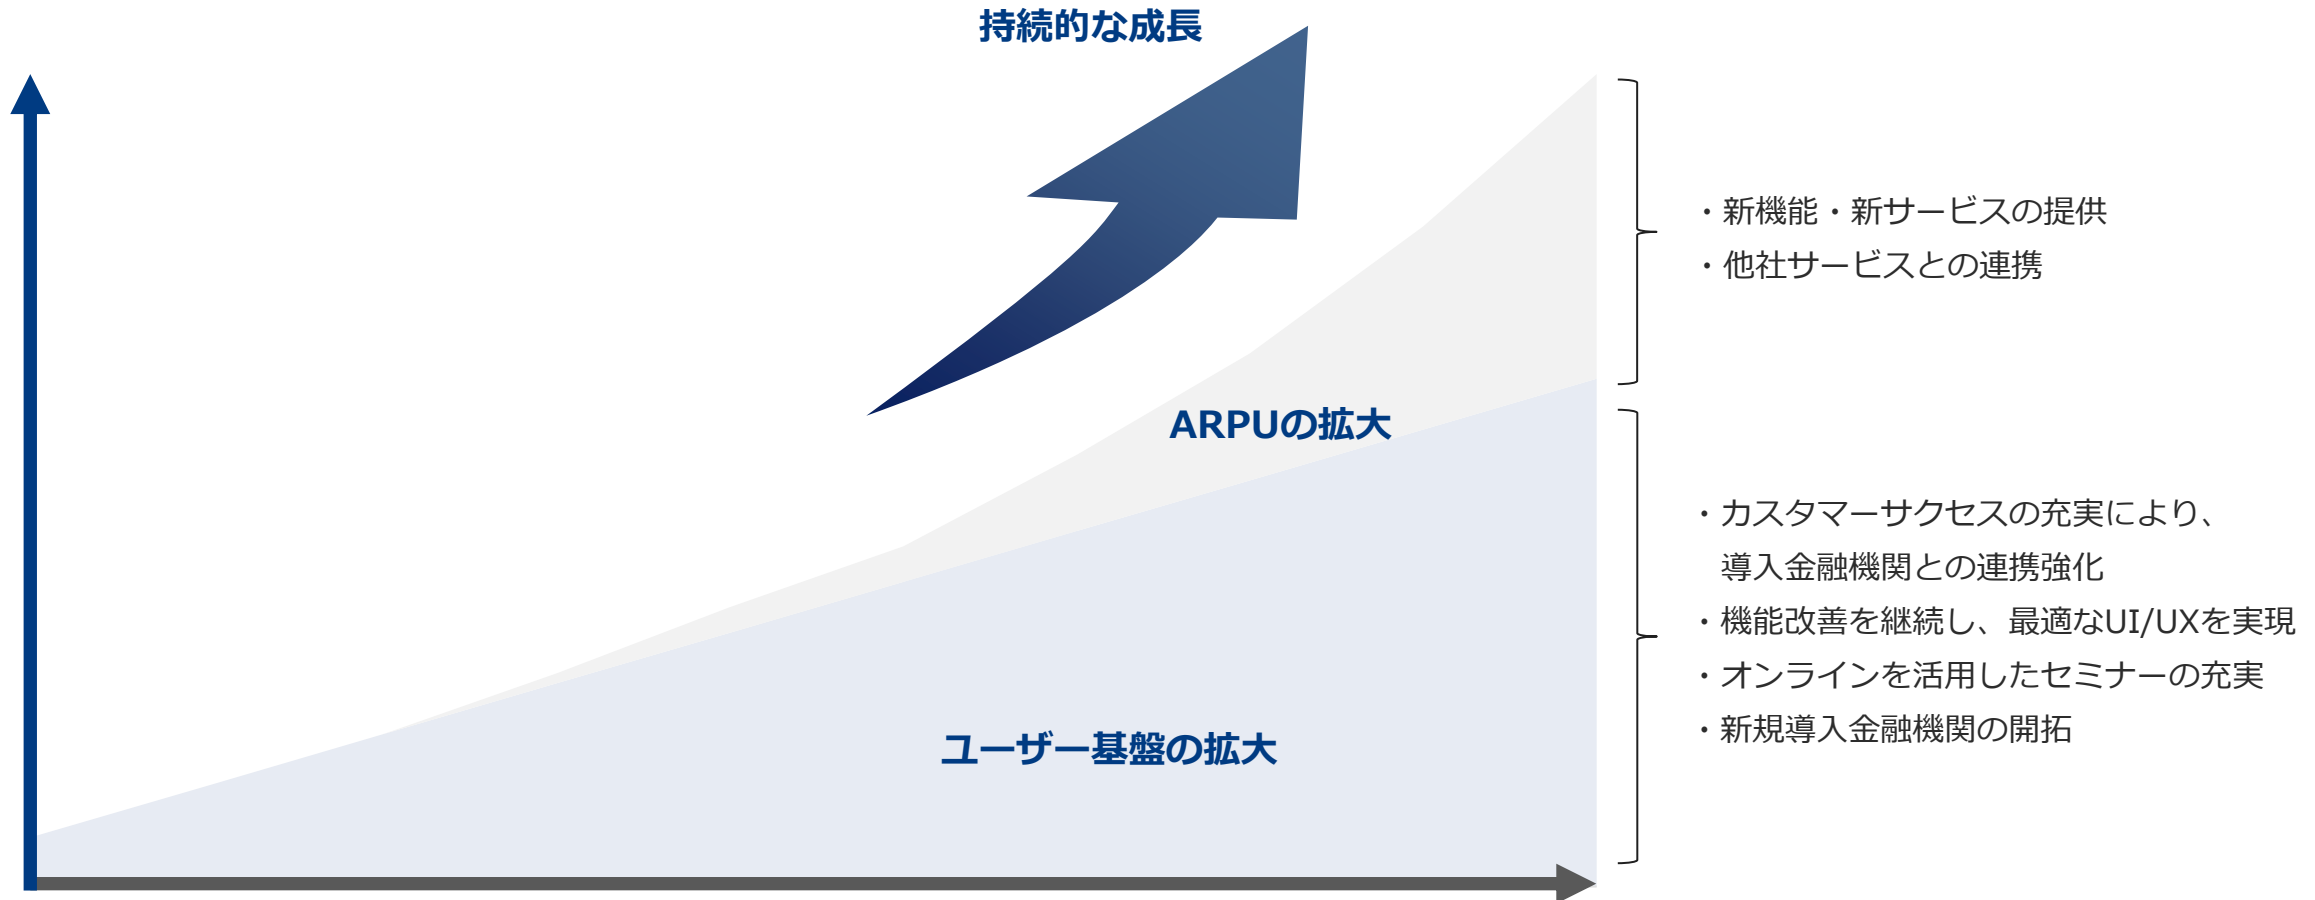 持続的な成長
・新機能・新サービスの提供
・他社サービスとの連携
ARPUの拡大
・カスタマーサクセスの充実により、
導入金融機関との連携強化
・機能改善を継続し、最適なUI/UXを実現
・オンラインを活用したセミナーの充実
・新規導入金融機関の開拓
ユーザー基盤の拡大